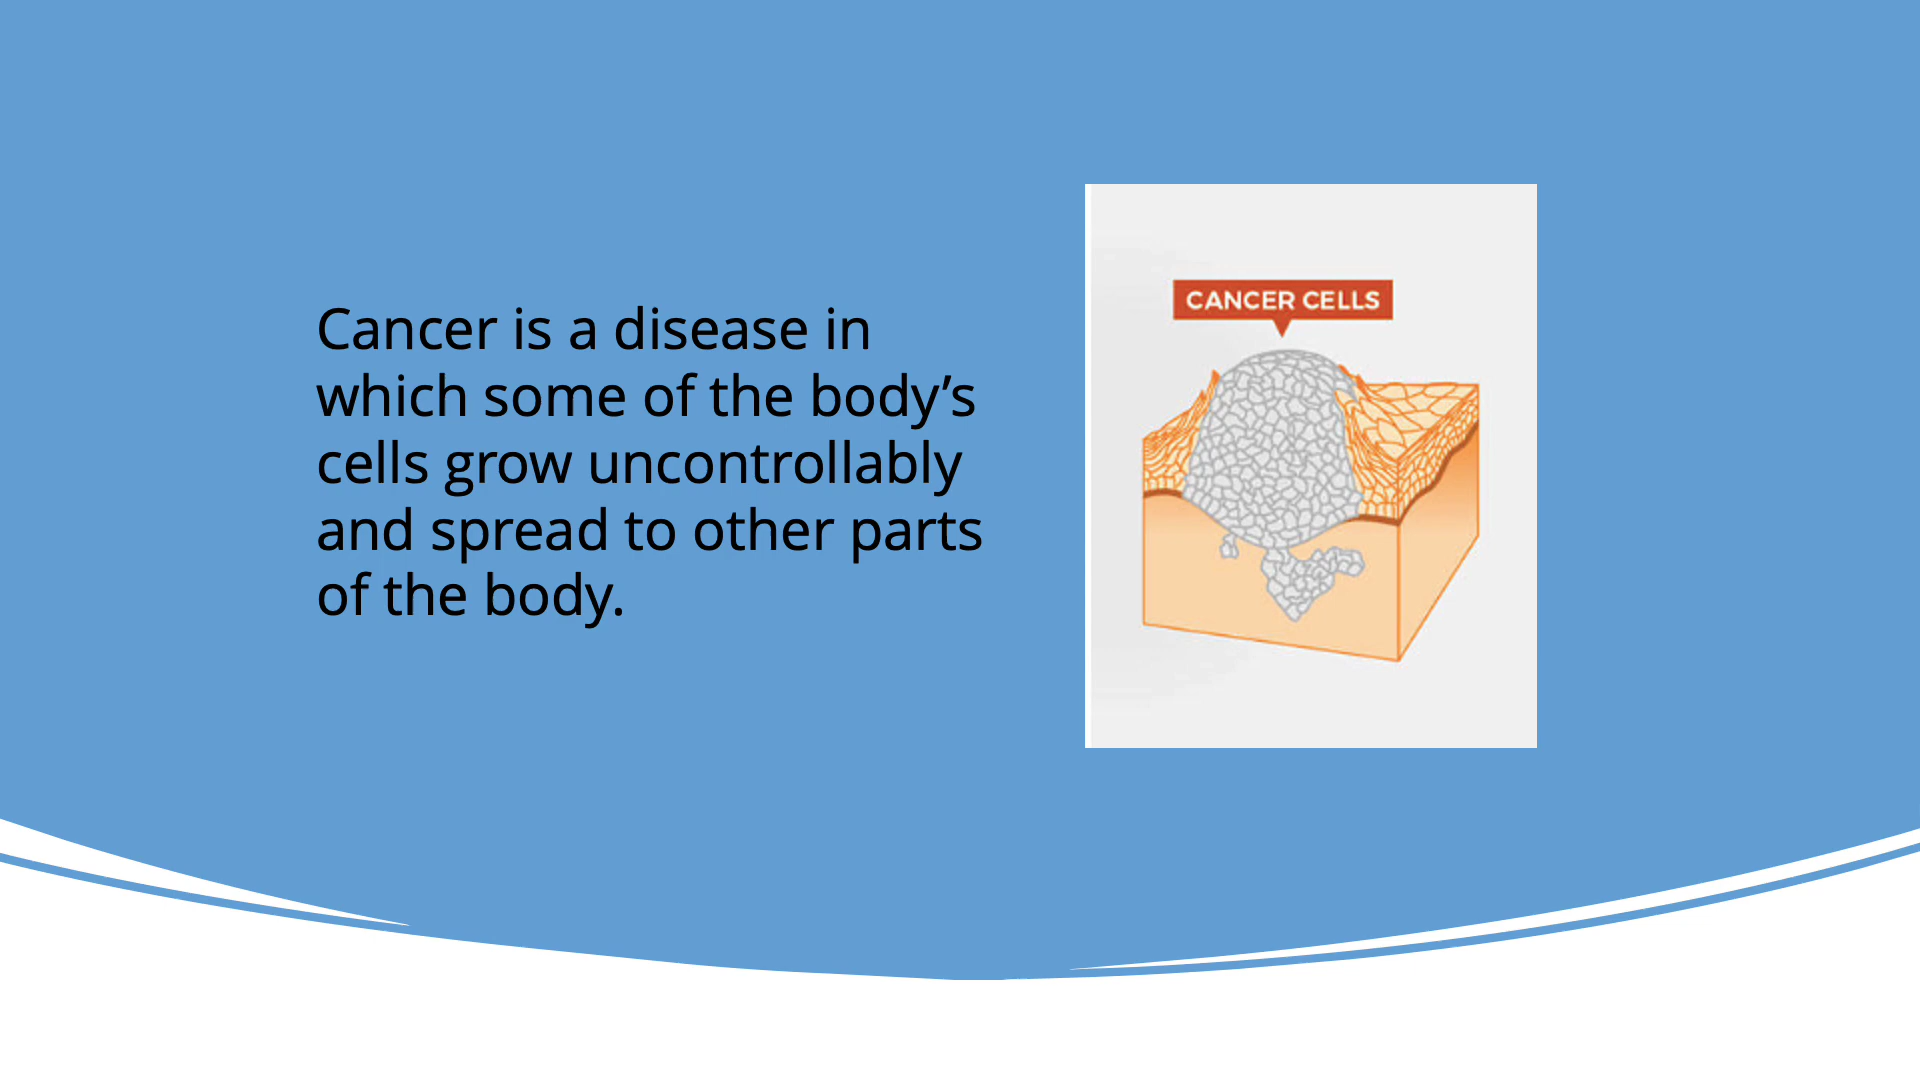 Cancer is a disease in
which some of the body’s
cells grow uncontrollably
and spread to other parts
of the body.
CANCER CELLS